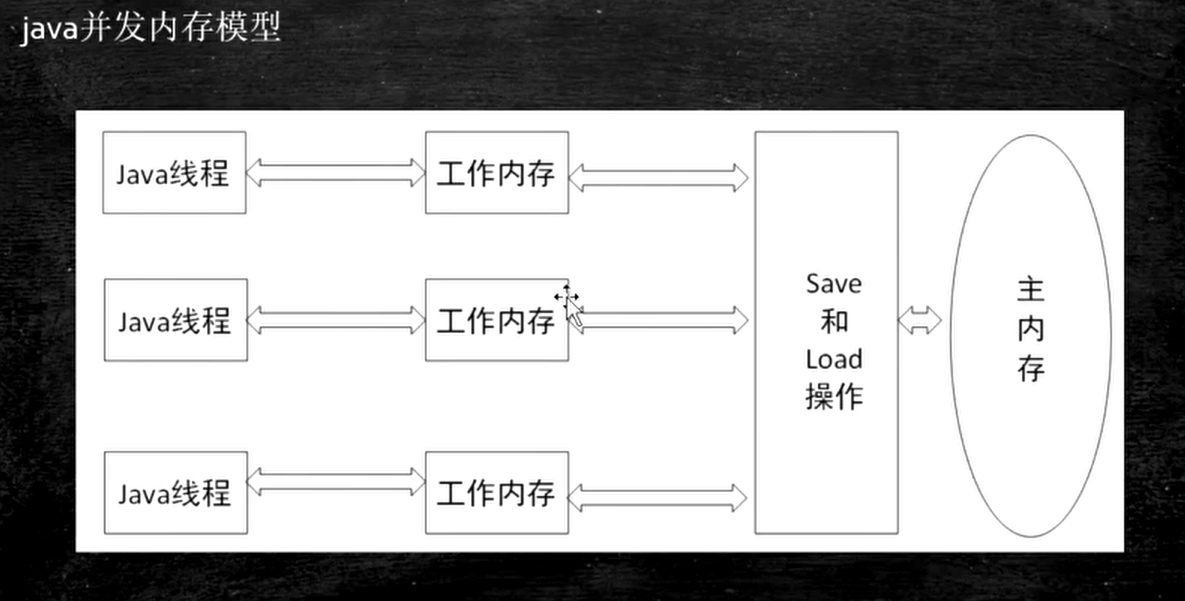 java并发内存模型
Java线程
工作内存
Java线程
工作内存
Java线程
工作内存
Save
和
Load
操作
主
内
存